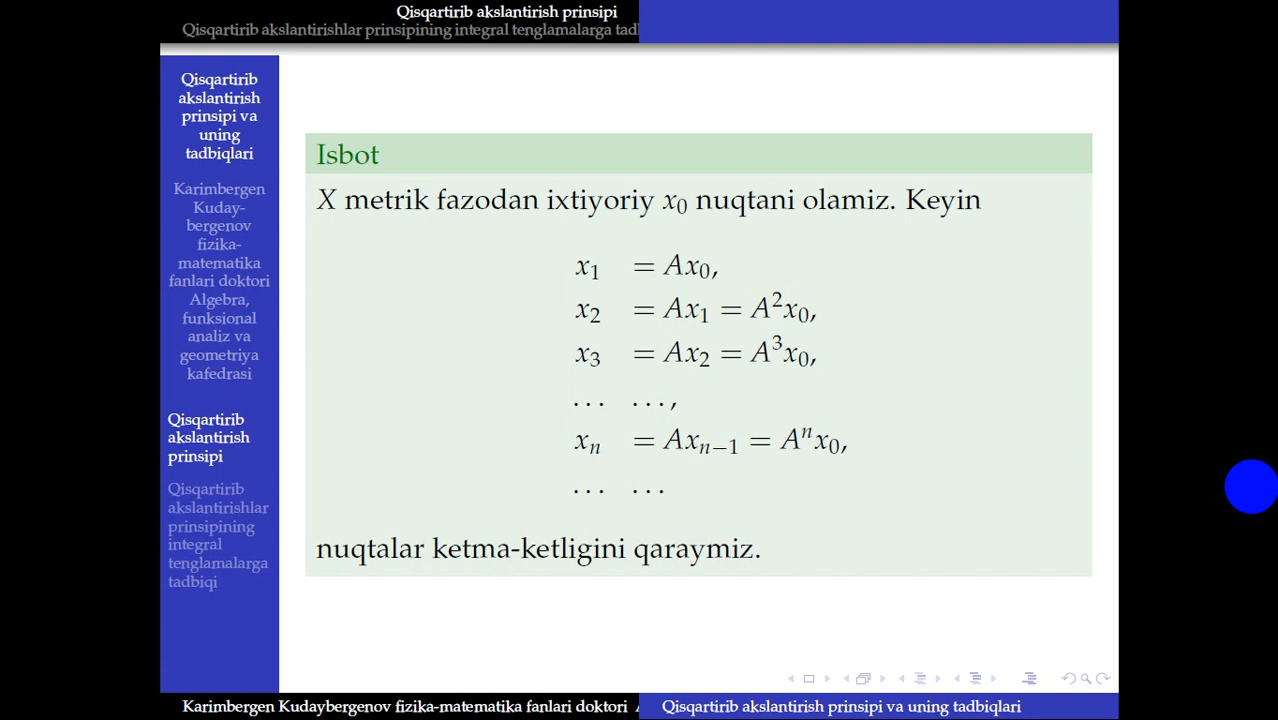 Qisqartirib akslantirish prinsipi
Qisqartirib akslantirishlar prinsipining integral tenglamalarga tad
Qisqartirib
akslantirish
prinsipi va
uning
tadbiqlari
Karimbergen
Kuday-
bergenov
fizika-
matematika
fanlari doktori
Algebra,
funksional
analiz va
geometriya
kafedrasi
Qisqartirib
akslantirish
prinsipi
Qisqartirib
akslantirishlar
prinsipining
integral
tenglamalarga
tadbiqi
Isbot
X metrik fazodan ixtiyoriy x₀ nuqtani olamiz. Keyin
x₁ = Ax₀,
x₂ = Ax₁ = A²x₀,
x₃ = Ax₂ = A³x₀,
... ...,
xₙ = Axₙ₋₁ = Aⁿx₀,
... ...
nuqtalar ketma-ketligini qaraymiz.
Karimbergen Kudaybergenov fizika-matematika fanlari doktori
Qisqartirib akslantirish prinsipi va uning tadbiqlari